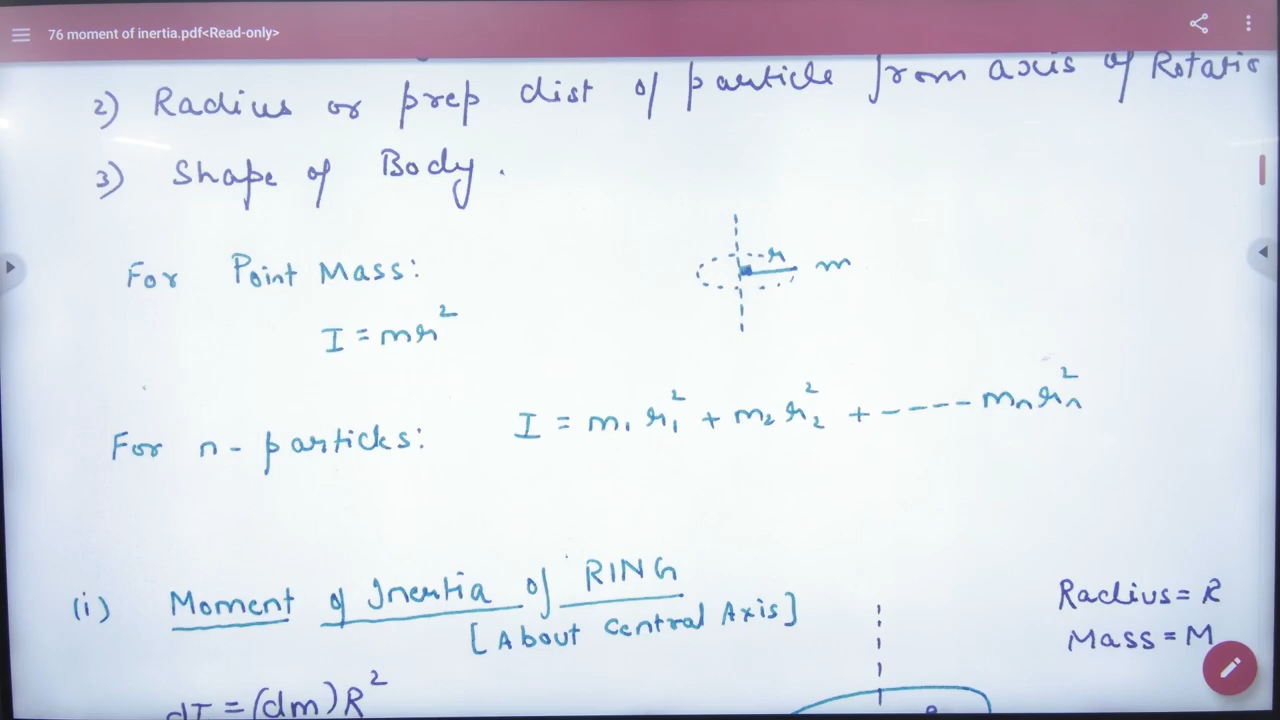 76 moment of inertia.pdf<Read-only>
2) Radius or prep dist of particle from axis of Rotatio
3) Shape of Body.
For Point Mass:
r m
I = mr²
For n- particles: I = m₁r₁² + m₂r₂² + ----- mₙrₙ²
(i) Moment of Inertia of RING
[About Central Axis]
Radius = R
Mass = M
dI = (dm)R²